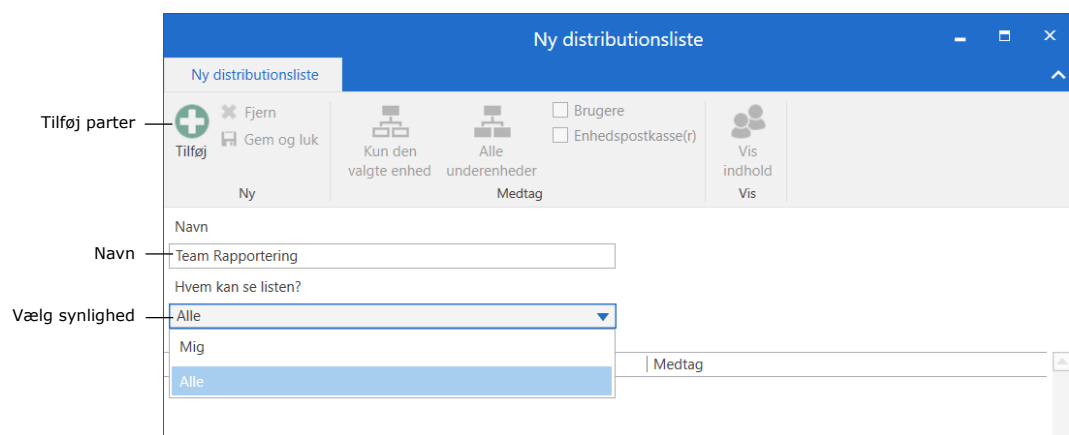 Ny distributionsliste
Ny distributionsliste
Tilføj parter
Tilføj
Fjern
Gem og luk
Ny
Kun den
valgte enhed
Alle
underenheder
Brugere
Enhedspostkasse(r)
Medtag
Vis
indhold
Vis
Navn
Navn
Team Rapportering
Hvem kan se listen?
Vælg synlighed
Alle
Mig
Alle
Medtag